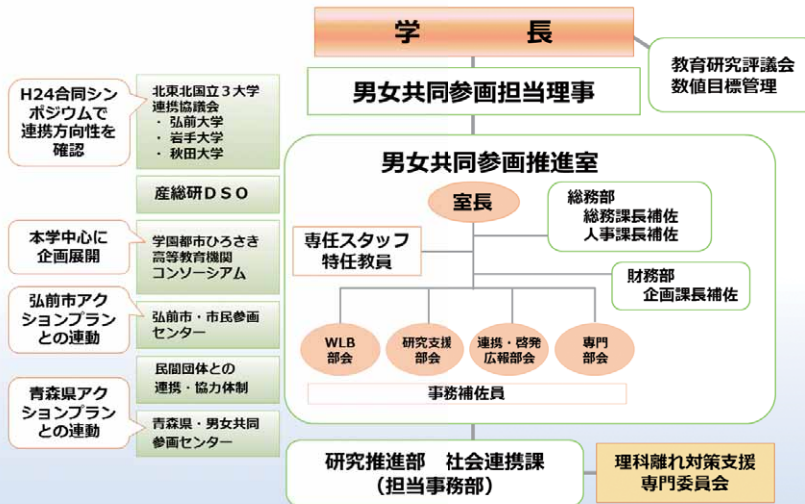 学　　長
教育研究評議会
数値目標管理
男女共同参画担当理事
H24合同シン
ポジウムで
連携方向性を
確認
北東北国立3大学
連携協議会
・ 弘前大学
・ 岩手大学
・ 秋田大学
産総研DSO
本学中心に
企画展開
学園都市ひろさき
高等教育機関
コンソーシアム
弘前市アク
ションプラン
との連動
弘前市・市民参画
センター
民間団体との
連携・協力体制
青森県アク
ションプラン
との連動
青森県・男女共同
参画センター
男女共同参画推進室
室長
総務部
総務課長補佐
人事課長補佐
専任スタッフ
特任教員
財務部
企画課長補佐
WLB
部会
研究支援
部会
連携・啓発
広報部会
専門
部会
事務補佐員
研究推進部　社会連携課
（担当事務部）
理科離れ対策支援
専門委員会